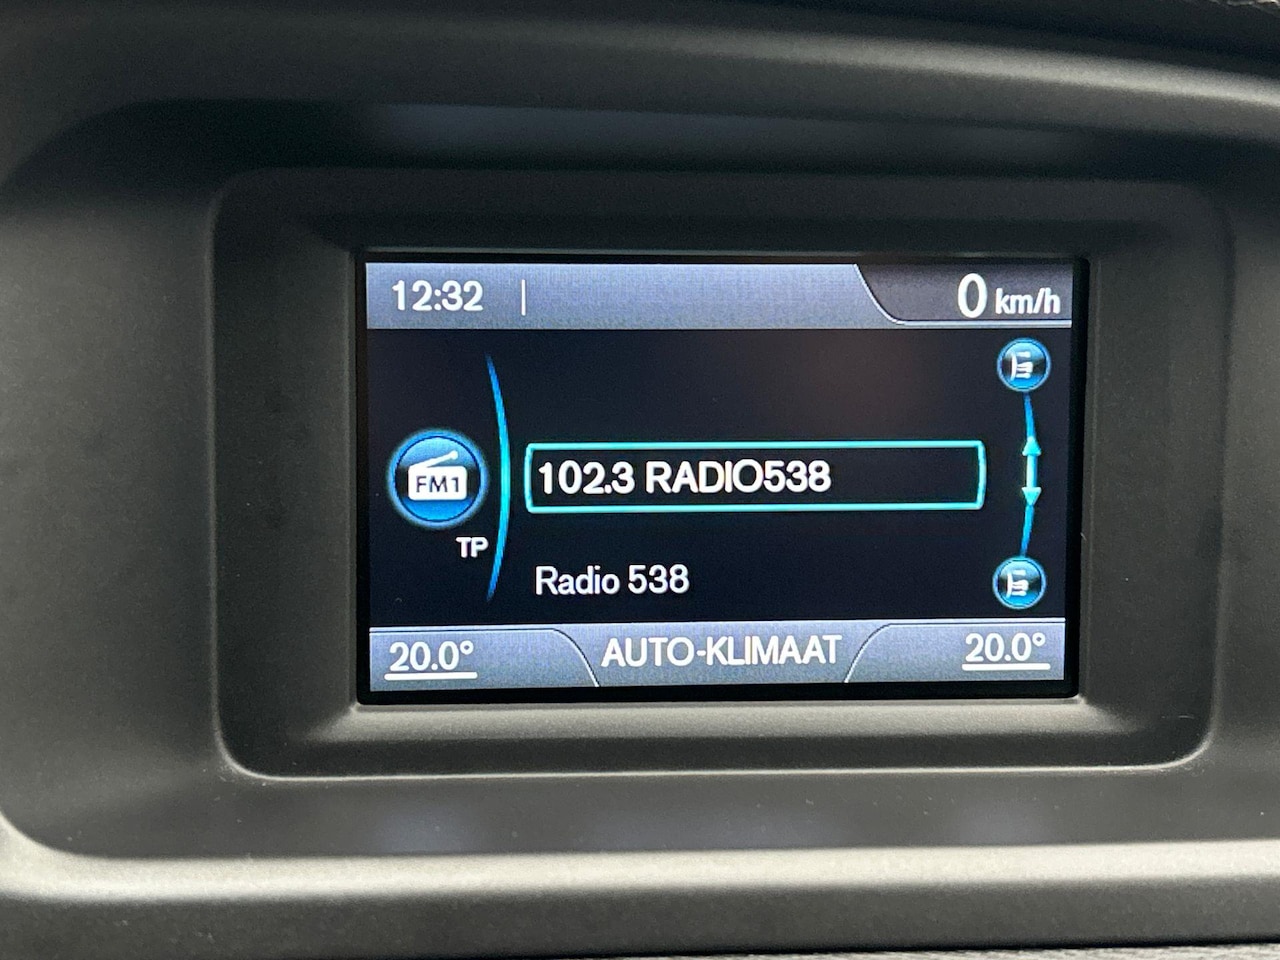 12:32 | 0 km/h
102.3 RADIO538
FM1
TP
Radio 538
20.0° AUTO-KLIMAAT 20.0°